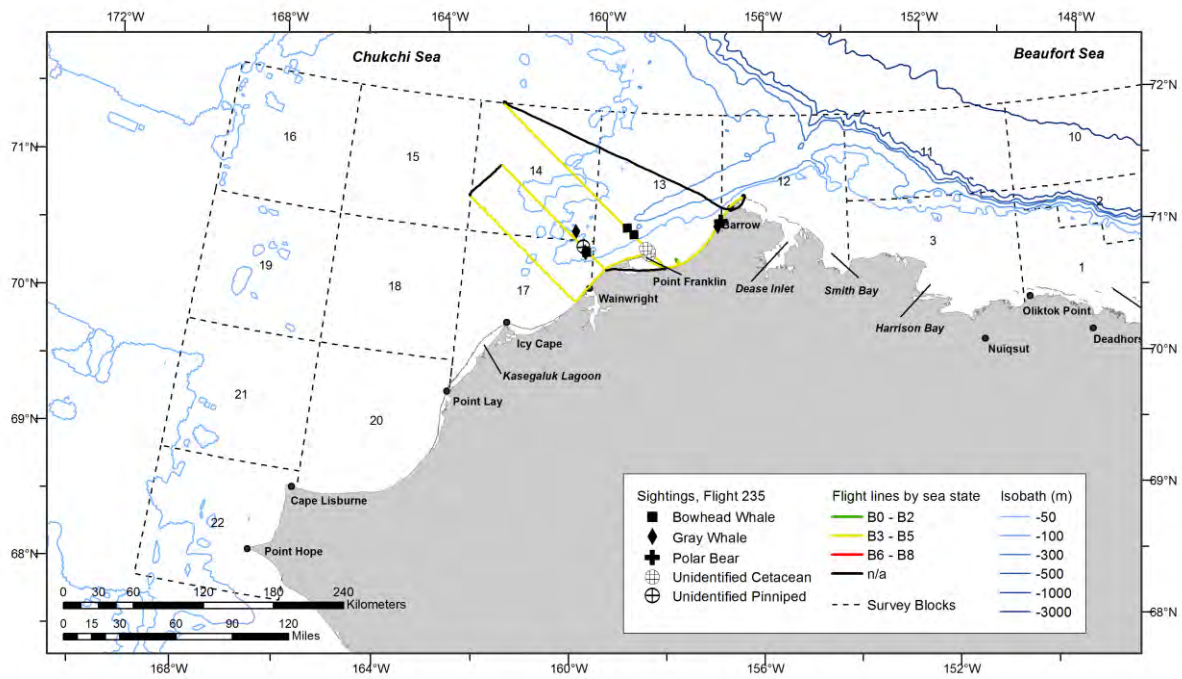 172°W
168°W
164°W
160°W
156°W
152°W
148°W
Chukchi Sea
Beaufort Sea
72°N
71°N
71°N
70°N
70°N
69°N
69°N
68°N
68°N
16
15
14
13
12
11
10
2
3
1
19
18
17
21
20
22
Barrow
Point Franklin
Wainwright
Dease Inlet
Smith Bay
Harrison Bay
Oliktok Point
Nuiqsut
Deadhors
Icy Cape
Kasegaluk Lagoon
Point Lay
Cape Lisburne
Point Hope
0 30 60 120 180 240
Kilometers
0 15 30 60 90 120
Miles
Sightings, Flight 235
Bowhead Whale
Gray Whale
Polar Bear
Unidentified Cetacean
Unidentified Pinniped
Flight lines by sea state
B0 - B2
B3 - B5
B6 - B8
n/a
Survey Blocks
Isobath (m)
-50
-100
-300
-500
-1000
-3000
168°W
164°W
160°W
156°W
152°W